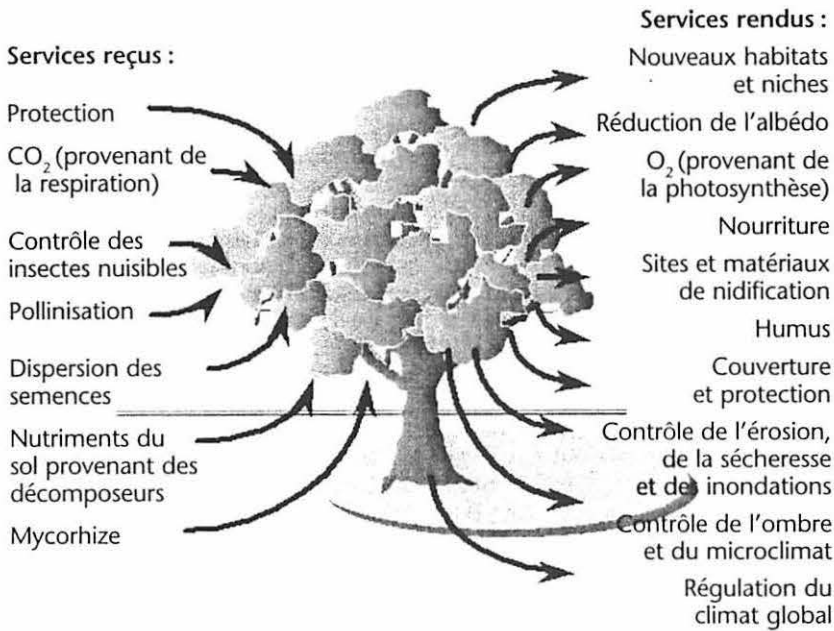 Services reçus :
Protection
CO₂ (provenant de
la respiration)
Contrôle des
insectes nuisibles
Pollinisation
Dispersion des
semences
Nutriments du
sol provenant des
décomposeurs
Mycorhize
Services rendus :
Nouveaux habitats
et niches
Réduction de l'albédo
O₂ (provenant de
la photosynthèse)
Nourriture
Sites et matériaux
de nidification
Humus
Couverture
et protection
Contrôle de l'érosion,
de la sécheresse
et des inondations
Contrôle de l'ombre
et du microclimat
Régulation du
climat global